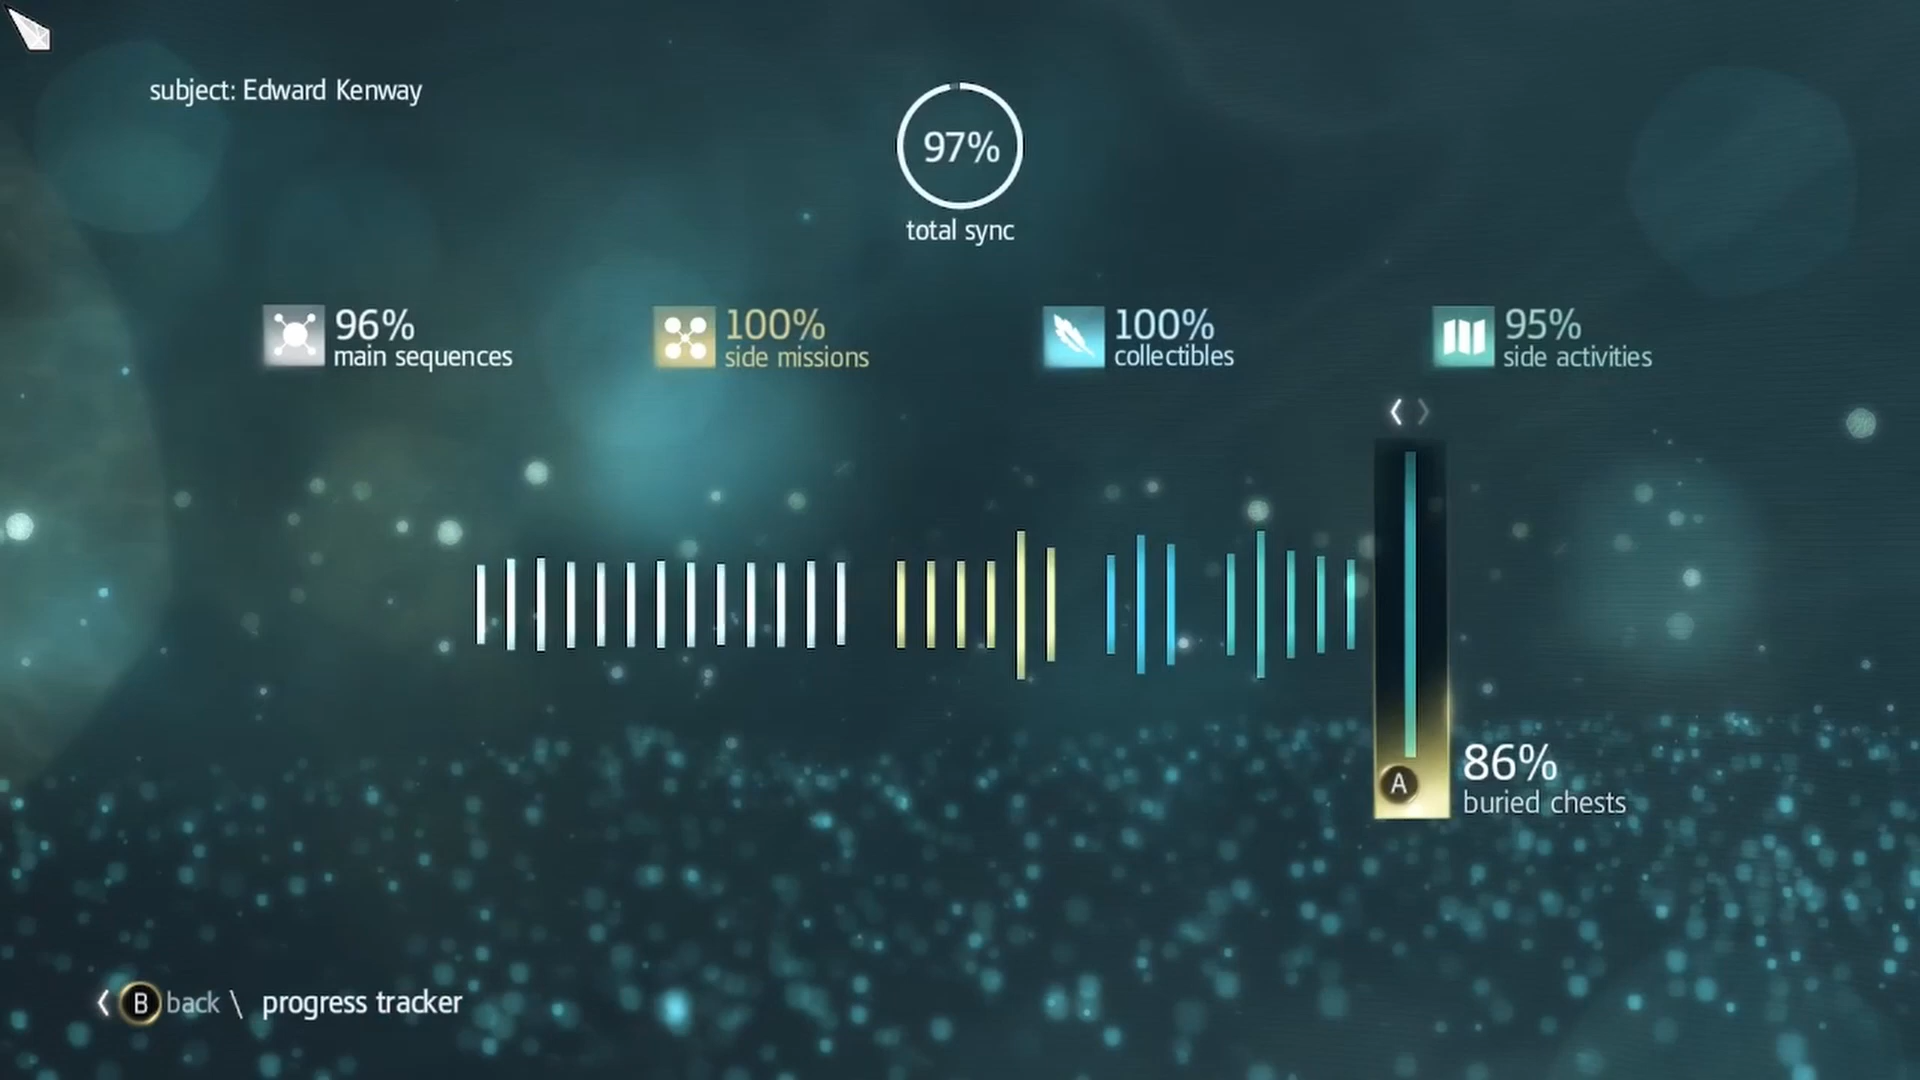 subject: Edward Kenway
97%
total sync
96%
main sequences
100%
side missions
100%
collectibles
95%
side activities
A
86%
buried chests
B back \ progress tracker